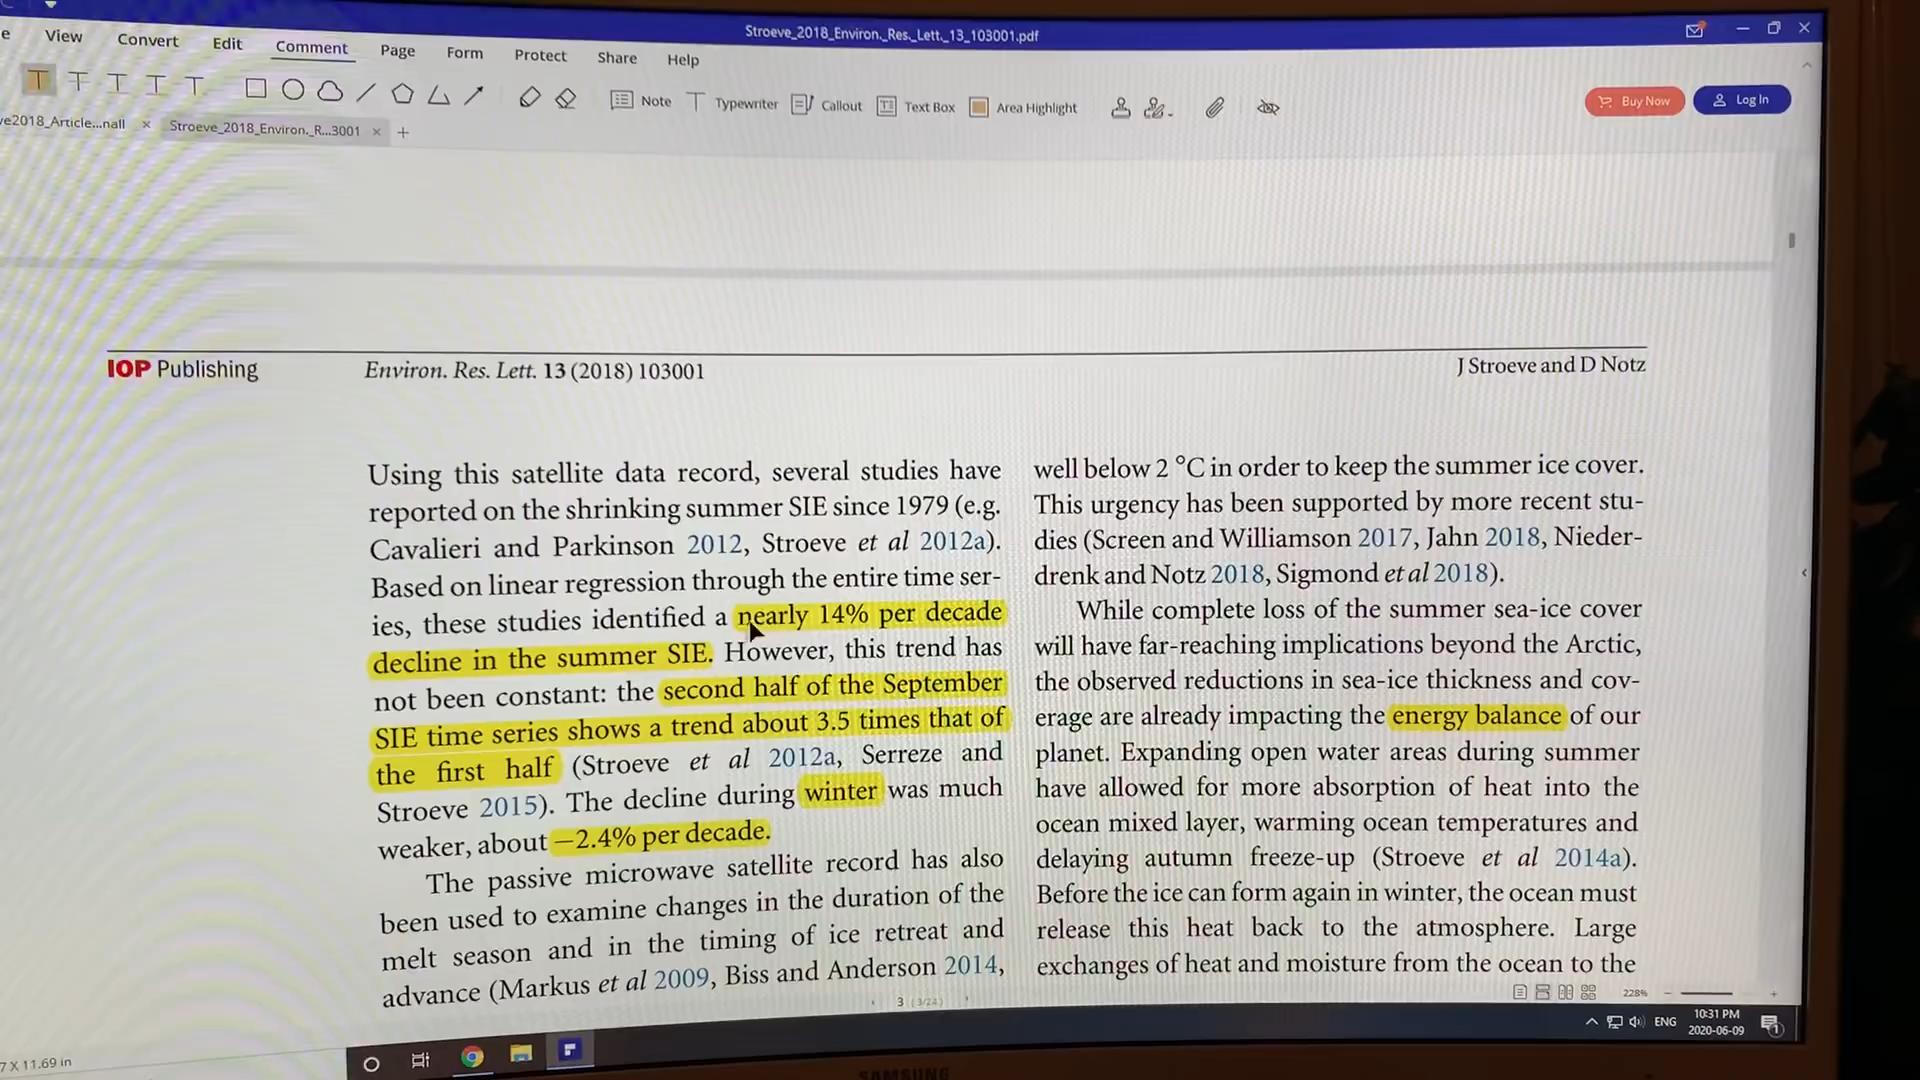 Stroeve_2018_Environ._Res._Lett._13_103001.pdf
e View Convert Edit Comment Page Form Protect Share Help
Note Typewriter Callout Text Box Area Highlight Buy Now Log In
ve2018_Article...nall × Stroeve_2018_Environ._R...3001 × +
IOP Publishing Environ. Res. Lett. 13 (2018) 103001 J Stroeve and D Notz
Using this satellite data record, several studies have
reported on the shrinking summer SIE since 1979 (e.g.
Cavalieri and Parkinson 2012, Stroeve et al 2012a).
Based on linear regression through the entire time ser-
ies, these studies identified a nearly 14% per decade
decline in the summer SIE. However, this trend has
not been constant: the second half of the September
SIE time series shows a trend about 3.5 times that of
the first half (Stroeve et al 2012a, Serreze and
Stroeve 2015). The decline during winter was much
weaker, about −2.4% per decade.
The passive microwave satellite record has also
been used to examine changes in the duration of the
melt season and in the timing of ice retreat and
advance (Markus et al 2009, Biss and Anderson 2014,
well below 2 °C in order to keep the summer ice cover.
This urgency has been supported by more recent stu-
dies (Screen and Williamson 2017, Jahn 2018, Nieder-
drenk and Notz 2018, Sigmond et al 2018).
While complete loss of the summer sea-ice cover
will have far-reaching implications beyond the Arctic,
the observed reductions in sea-ice thickness and cov-
erage are already impacting the energy balance of our
planet. Expanding open water areas during summer
have allowed for more absorption of heat into the
ocean mixed layer, warming ocean temperatures and
delaying autumn freeze-up (Stroeve et al 2014a).
Before the ice can form again in winter, the ocean must
release this heat back to the atmosphere. Large
exchanges of heat and moisture from the ocean to the
3 (3/24)
228%
7 X 11.69 in
ENG 10:31 PM
2020-06-09
1
SAMSUNG